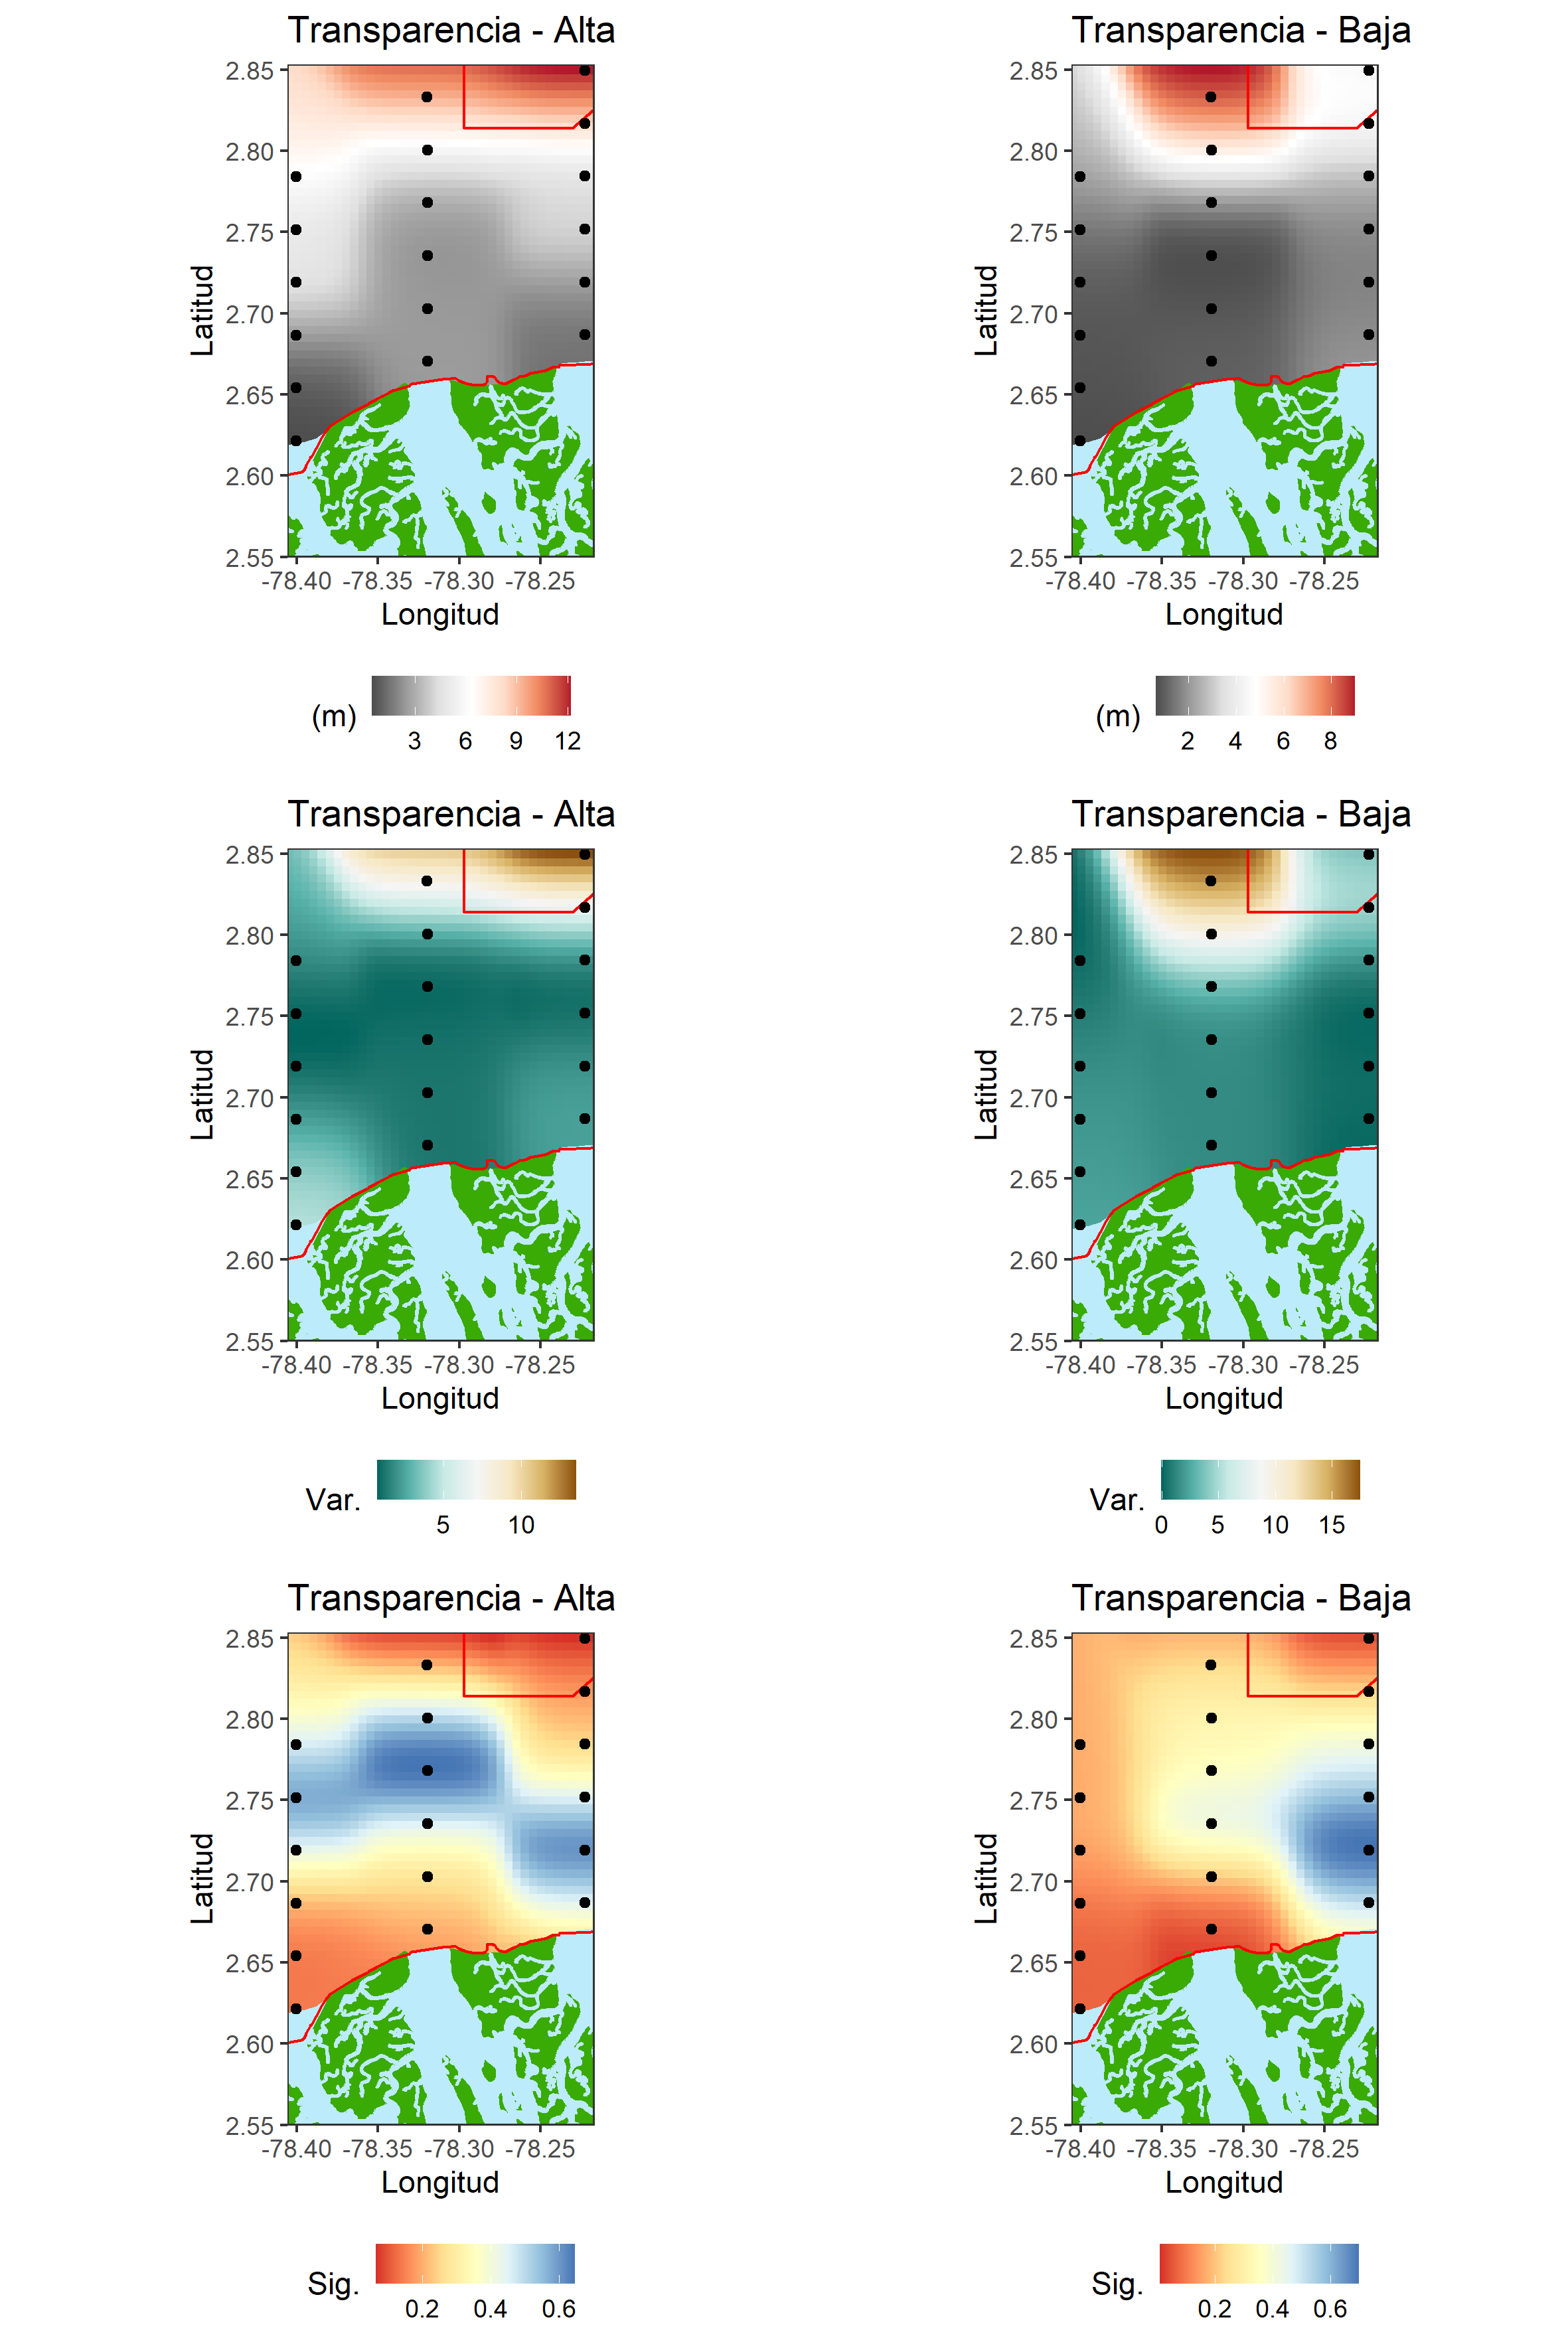 Transparencia - Alta
Transparencia - Baja
2.85
2.80
2.75
2.70
2.65
2.60
2.55
Latitud
-78.40 -78.35 -78.30 -78.25
Longitud
(m)
3 6 9 12
2.85
2.80
2.75
2.70
2.65
2.60
2.55
Latitud
-78.40 -78.35 -78.30 -78.25
Longitud
(m)
2 4 6 8
Transparencia - Alta
Transparencia - Baja
2.85
2.80
2.75
2.70
2.65
2.60
2.55
Latitud
-78.40 -78.35 -78.30 -78.25
Longitud
Var.
5 10
2.85
2.80
2.75
2.70
2.65
2.60
2.55
Latitud
-78.40 -78.35 -78.30 -78.25
Longitud
Var.
0 5 10 15
Transparencia - Alta
Transparencia - Baja
2.85
2.80
2.75
2.70
2.65
2.60
2.55
Latitud
-78.40 -78.35 -78.30 -78.25
Longitud
Sig.
0.2 0.4 0.6
2.85
2.80
2.75
2.70
2.65
2.60
2.55
Latitud
-78.40 -78.35 -78.30 -78.25
Longitud
Sig.
0.2 0.4 0.6